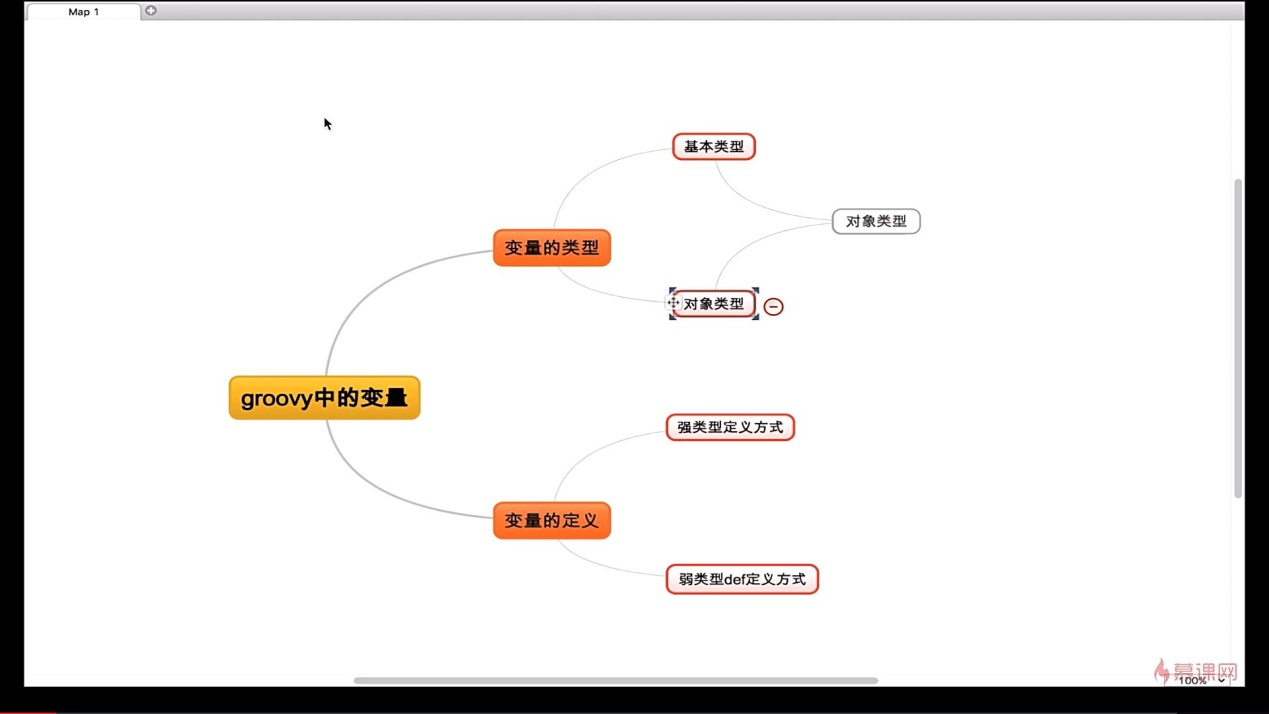 Map 1
基本类型
对象类型
变量的类型
对象类型
groovy中的变量
强类型定义方式
变量的定义
弱类型def定义方式
慕课网
100%